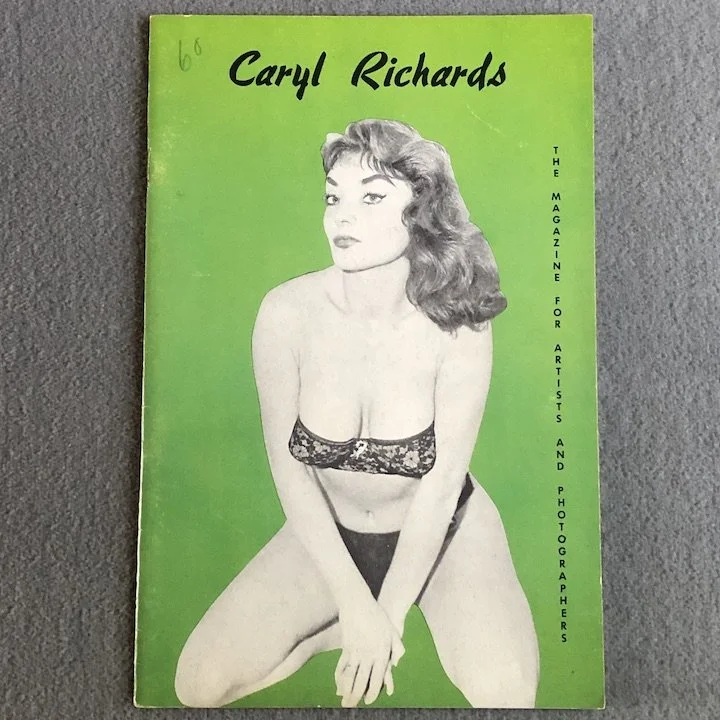 60
Caryl Richards
THE MAGAZINE FOR ARTISTS AND PHOTOGRAPHERS